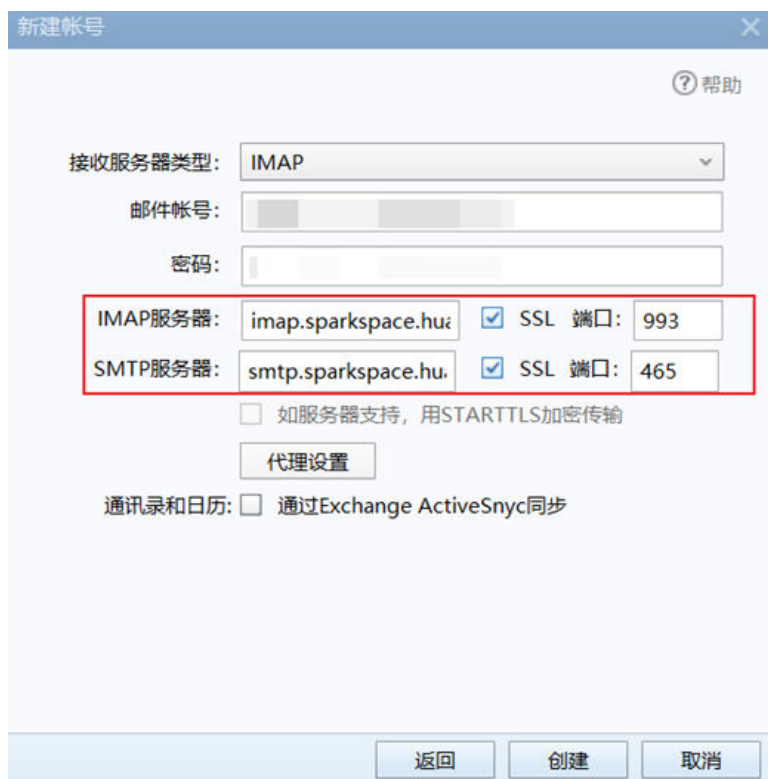 新建帐号
帮助
接收服务器类型： IMAP
邮件帐号：
密码：
IMAP服务器： imap.sparkspace.hua SSL 端口： 993
SMTP服务器： smtp.sparkspace.hu SSL 端口： 465
如服务器支持，用STARTTLS加密传输
代理设置
通讯录和日历: 通过Exchange ActiveSnyc同步
返回 创建 取消